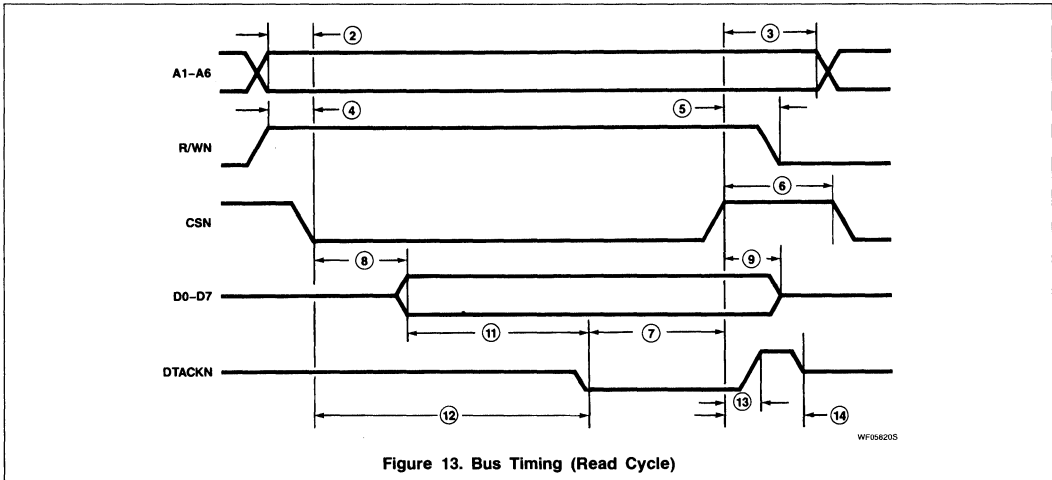 ② ③
A1–A6
④ ⑤
R/WN
⑥
CSN
⑧ ⑨
D0–D7
⑪ ⑦
DTACKN
⑫ ⑬ ⑭
WF05820S
Figure 13. Bus Timing (Read Cycle)